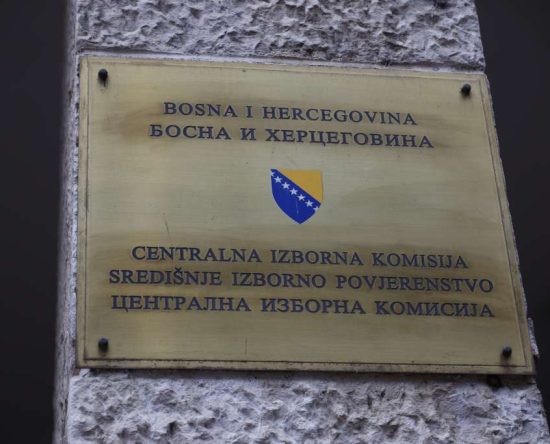 BOSNA I HERCEGOVINA
БОСНА И ХЕРЦЕГОВИНА
CENTRALNA IZBORNA KOMISIJA
SREDIŠNJE IZBORNO POVJERENSTVO
ЦЕНТРАЛНА ИЗБОРНА КОМИСИЈА